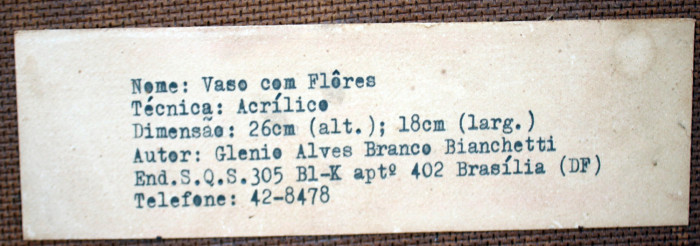 Nome: Vaso com Flôres
Técnica: Acrílico
Dimensão: 26cm (alt.); 18cm (larg.)
Autor: Glenio Alves Branco Bianchetti
End.S.Q.S.305 Bl-K aptº 402 Brasília (DF)
Telefone: 42-8478